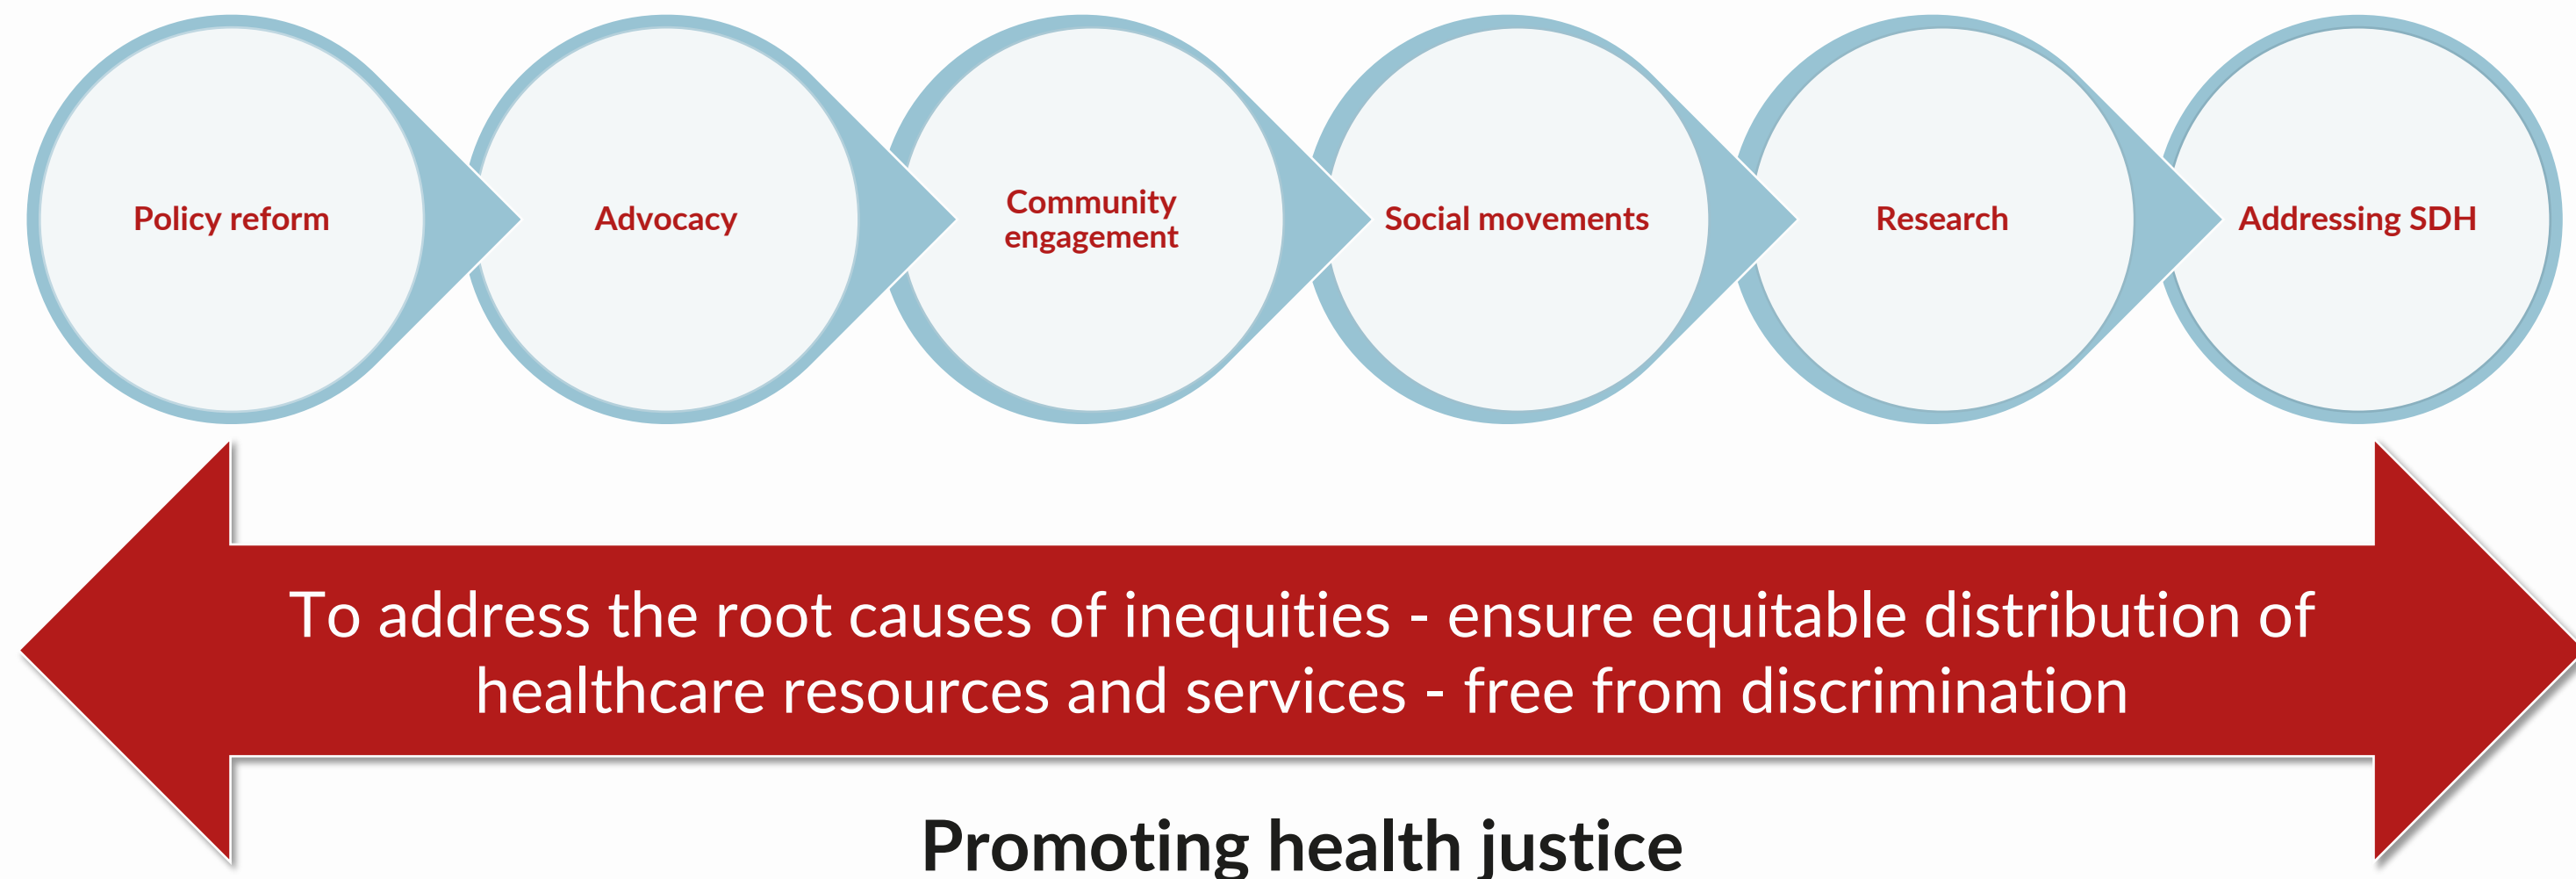 Policy reform
Advocacy
Community
engagement
Social movements
Research
Addressing SDH
To address the root causes of inequities - ensure equitable distribution of
healthcare resources and services - free from discrimination
Promoting health justice